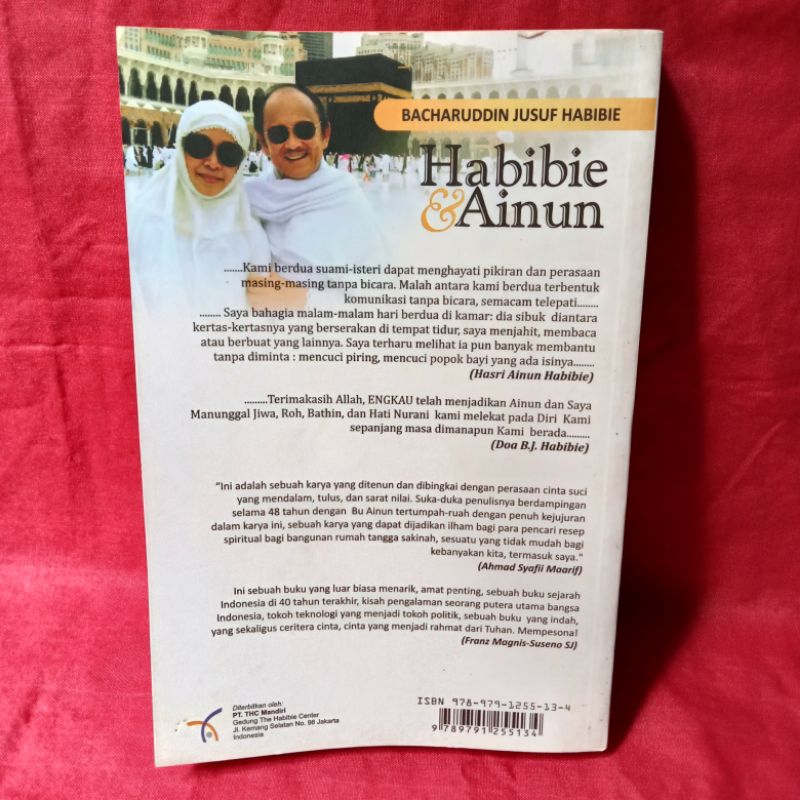 BACHARUDDIN JUSUF HABIBIE
Habibie
& Ainun
.......Kami berdua suami-isteri dapat menghayati pikiran dan perasaan
masing-masing tanpa bicara. Malah antara kami berdua terbentuk
komunikasi tanpa bicara, semacam telepati........
........ Saya bahagia malam-malam hari berdua di kamar: dia sibuk diantara
kertas-kertasnya yang berserakan di tempat tidur, saya menjahit, membaca
atau berbuat yang lainnya. Saya terharu melihat ia pun banyak membantu
tanpa diminta : mencuci piring, mencuci popok bayi yang ada isinya........
(Hasri Ainun Habibie)
.........Terimakasih Allah, ENGKAU telah menjadikan Ainun dan Saya
Manunggal Jiwa, Roh, Bathin, dan Hati Nurani kami melekat pada Diri Kami
sepanjang masa dimanapun Kami berada.........
(Doa B.J. Habibie)
"Ini adalah sebuah karya yang ditenun dan dibingkai dengan perasaan cinta suci
yang mendalam, tulus, dan sarat nilai. Suka-duka penulisnya berdampingan
selama 48 tahun dengan Bu Ainun tertumpah-ruah dengan penuh kejujuran
dalam karya ini, sebuah karya yang dapat dijadikan ilham bagi para pencari resep
spiritual bagi bangunan rumah tangga sakinah, sesuatu yang tidak mudah bagi
kebanyakan kita, termasuk saya."
(Ahmad Syafii Maarif)
Ini sebuah buku yang luar biasa menarik, amat penting, sebuah buku sejarah
Indonesia di 40 tahun terakhir, kisah pengalaman seorang putera utama bangsa
Indonesia, tokoh teknologi yang menjadi tokoh politik, sebuah buku yang indah,
yang sekaligus ceritera cinta, cinta yang menjadi rahmat dari Tuhan. Mempesona!
(Franz Magnis-Suseno SJ)
Diterbitkan oleh:
PT. THC Mandiri
Gedung The Habibie Center
Jl. Kemang Selatan No. 98 Jakarta
Indonesia
ISBN 978-979-1255-13-4
9 789791 255134